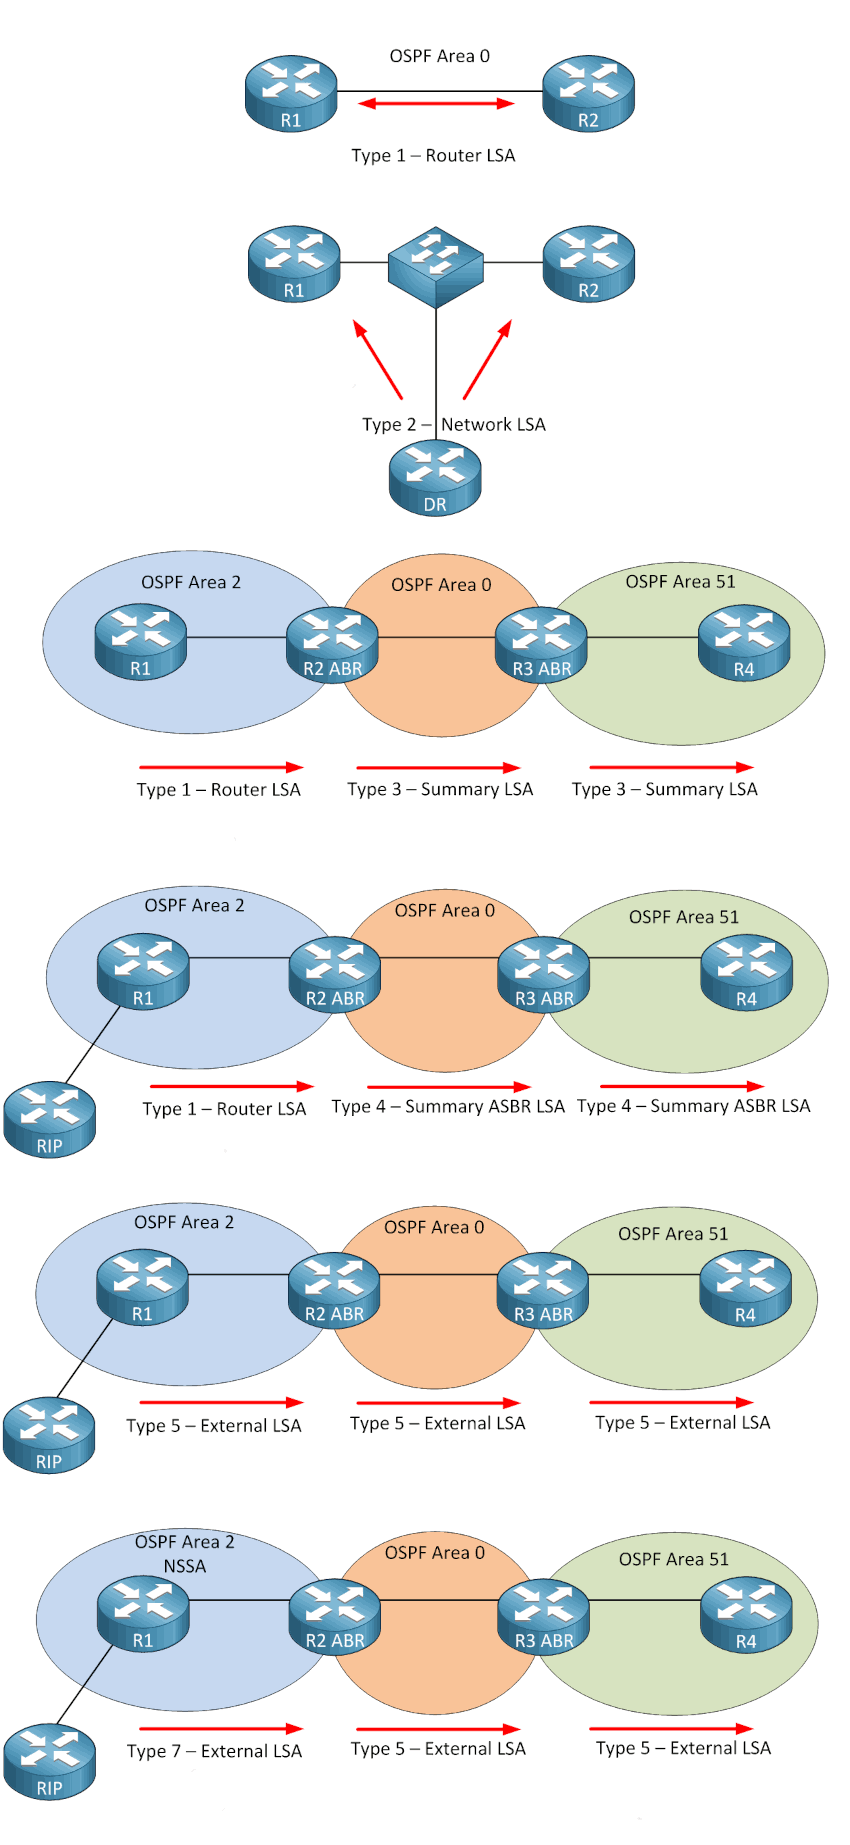 OSPF Area 0
R1
R2
Type 1 – Router LSA
R1
R2
Type 2 – Network LSA
DR
OSPF Area 2
OSPF Area 0
OSPF Area 51
R1
R2 ABR
R3 ABR
R4
Type 1 – Router LSA
Type 3 – Summary LSA
Type 3 – Summary LSA
OSPF Area 2
OSPF Area 0
OSPF Area 51
R1
R2 ABR
R3 ABR
R4
Type 1 – Router LSA
Type 4 – Summary ASBR LSA
Type 4 – Summary ASBR LSA
RIP
OSPF Area 2
OSPF Area 0
OSPF Area 51
R1
R2 ABR
R3 ABR
R4
Type 5 – External LSA
Type 5 – External LSA
Type 5 – External LSA
RIP
OSPF Area 2
NSSA
OSPF Area 0
OSPF Area 51
R1
R2 ABR
R3 ABR
R4
Type 7 – External LSA
Type 5 – External LSA
Type 5 – External LSA
RIP